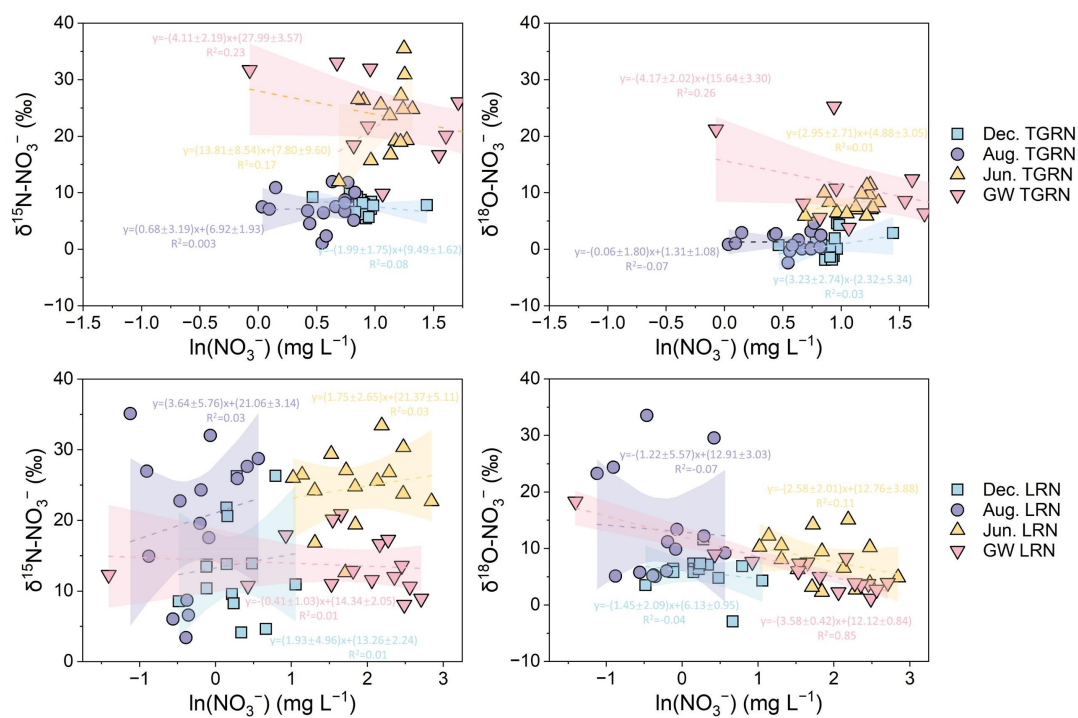 40
30
20
10
0
−10
δ¹⁵N-NO₃⁻ (‰)
y=-(4.11±2.19)x+(27.99±3.57)
R²=0.23
y=(13.81±8.54)+(7.80±9.60)
R²=0.17
y=(0.68±3.19)x+(6.92±1.93)
R²=0.003
y=-(1.99±1.75)x+(9.49±1.62)
R²=0.08
−1.5 −1.0 −0.5 0.0 0.5 1.0 1.5
ln(NO₃⁻) (mg L⁻¹)
40
30
20
10
0
−10
δ¹⁸O-NO₃⁻ (‰)
y=-(4.17±2.02)x+(15.64±3.30)
R²=0.26
y=(2.95±2.71)x+(4.88±3.05)
R²=0.01
y=-(0.06±1.80)x+(1.31±1.08)
R²=-0.07
y=(3.23±2.74)x-(2.32±5.34)
R²=0.03
−1.5 −1.0 −0.5 0.0 0.5 1.0 1.5
ln(NO₃⁻) (mg L⁻¹)
Dec. TGRN
Aug. TGRN
Jun. TGRN
GW TGRN
40
30
20
10
0
δ¹⁵N-NO₃⁻ (‰)
y=(3.64±5.76)x+(21.06±3.14)
R²=0.03
y=(1.75±2.65)x+(21.37±5.11)
R²=0.03
y=-(0.41±1.03)x+(14.34±2.05)
R²=0.01
y=(1.93±4.96)x+(13.26±2.24)
R²=0.01
−1 0 1 2 3
ln(NO₃⁻) (mg L⁻¹)
40
30
20
10
0
−10
δ¹⁸O-NO₃⁻ (‰)
y=-(1.22±5.57)x+(12.91±3.03)
R²=-0.07
y=-(2.58±2.01)x+(12.76±3.88)
R²=0.11
y=-(1.45±2.09)x+(6.13±0.95)
R²=-0.04
y=-(3.58±0.42)x+(12.12±0.84)
R²=0.85
−1 0 1 2 3
ln(NO₃⁻) (mg L⁻¹)
Dec. LRN
Aug. LRN
Jun. LRN
GW LRN